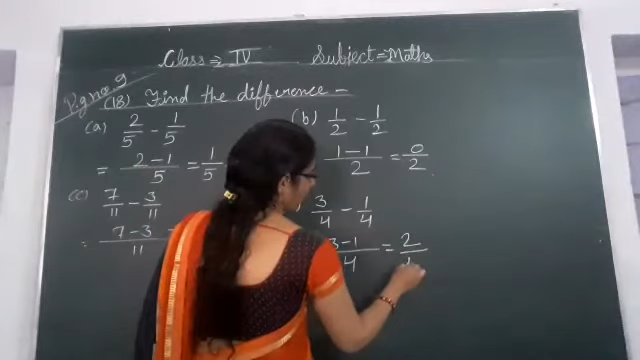 Class → IV Subject = Maths
P.g no. 9
(18) Find the difference -
(a) 2/5 - 1/5 (b) 1/2 - 1/2
= 2-1/5 = 1/5 1-1/2 = 0/2
(c) 7/11 - 3/11 ) 3/4 - 1/4
= 7-3/11 3-1/4 = 2/